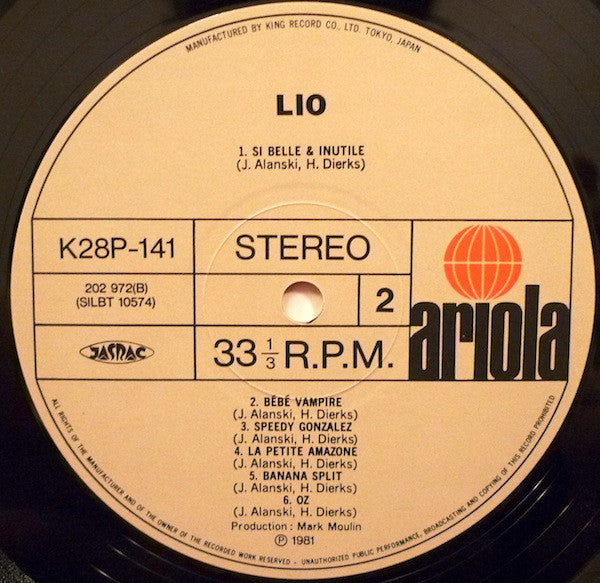 MANUFACTURED BY KING RECORD CO., LTD. TOKYO, JAPAN
LIO
1. SI BELLE & INUTILE
(J. Alanski, H. Dierks)
K28P-141
STEREO
202 972(B)
(SILBT 10574)
2
ariola
JASRAC
33 1/3 R.P.M.
2. BÉBÉ VAMPIRE
(J. Alanski, H. Dierks)
3. SPEEDY GONZALEZ
(J. Alanski, H. Dierks)
4. LA PETITE AMAZONE
(J. Alanski, H. Dierks)
5. BANANA SPLIT
(J. Alanski, H. Dierks)
6. OZ
(J. Alanski, H. Dierks)
Production : Mark Moulin
Ⓟ 1981
ALL RIGHTS OF THE MANUFACTURER AND OF THE OWNER OF THE RECORDED WORK RESERVED - UNAUTHORIZED PUBLIC PERFORMANCE, BROADCASTING AND COPYING OF THIS RECORD PROHIBITED